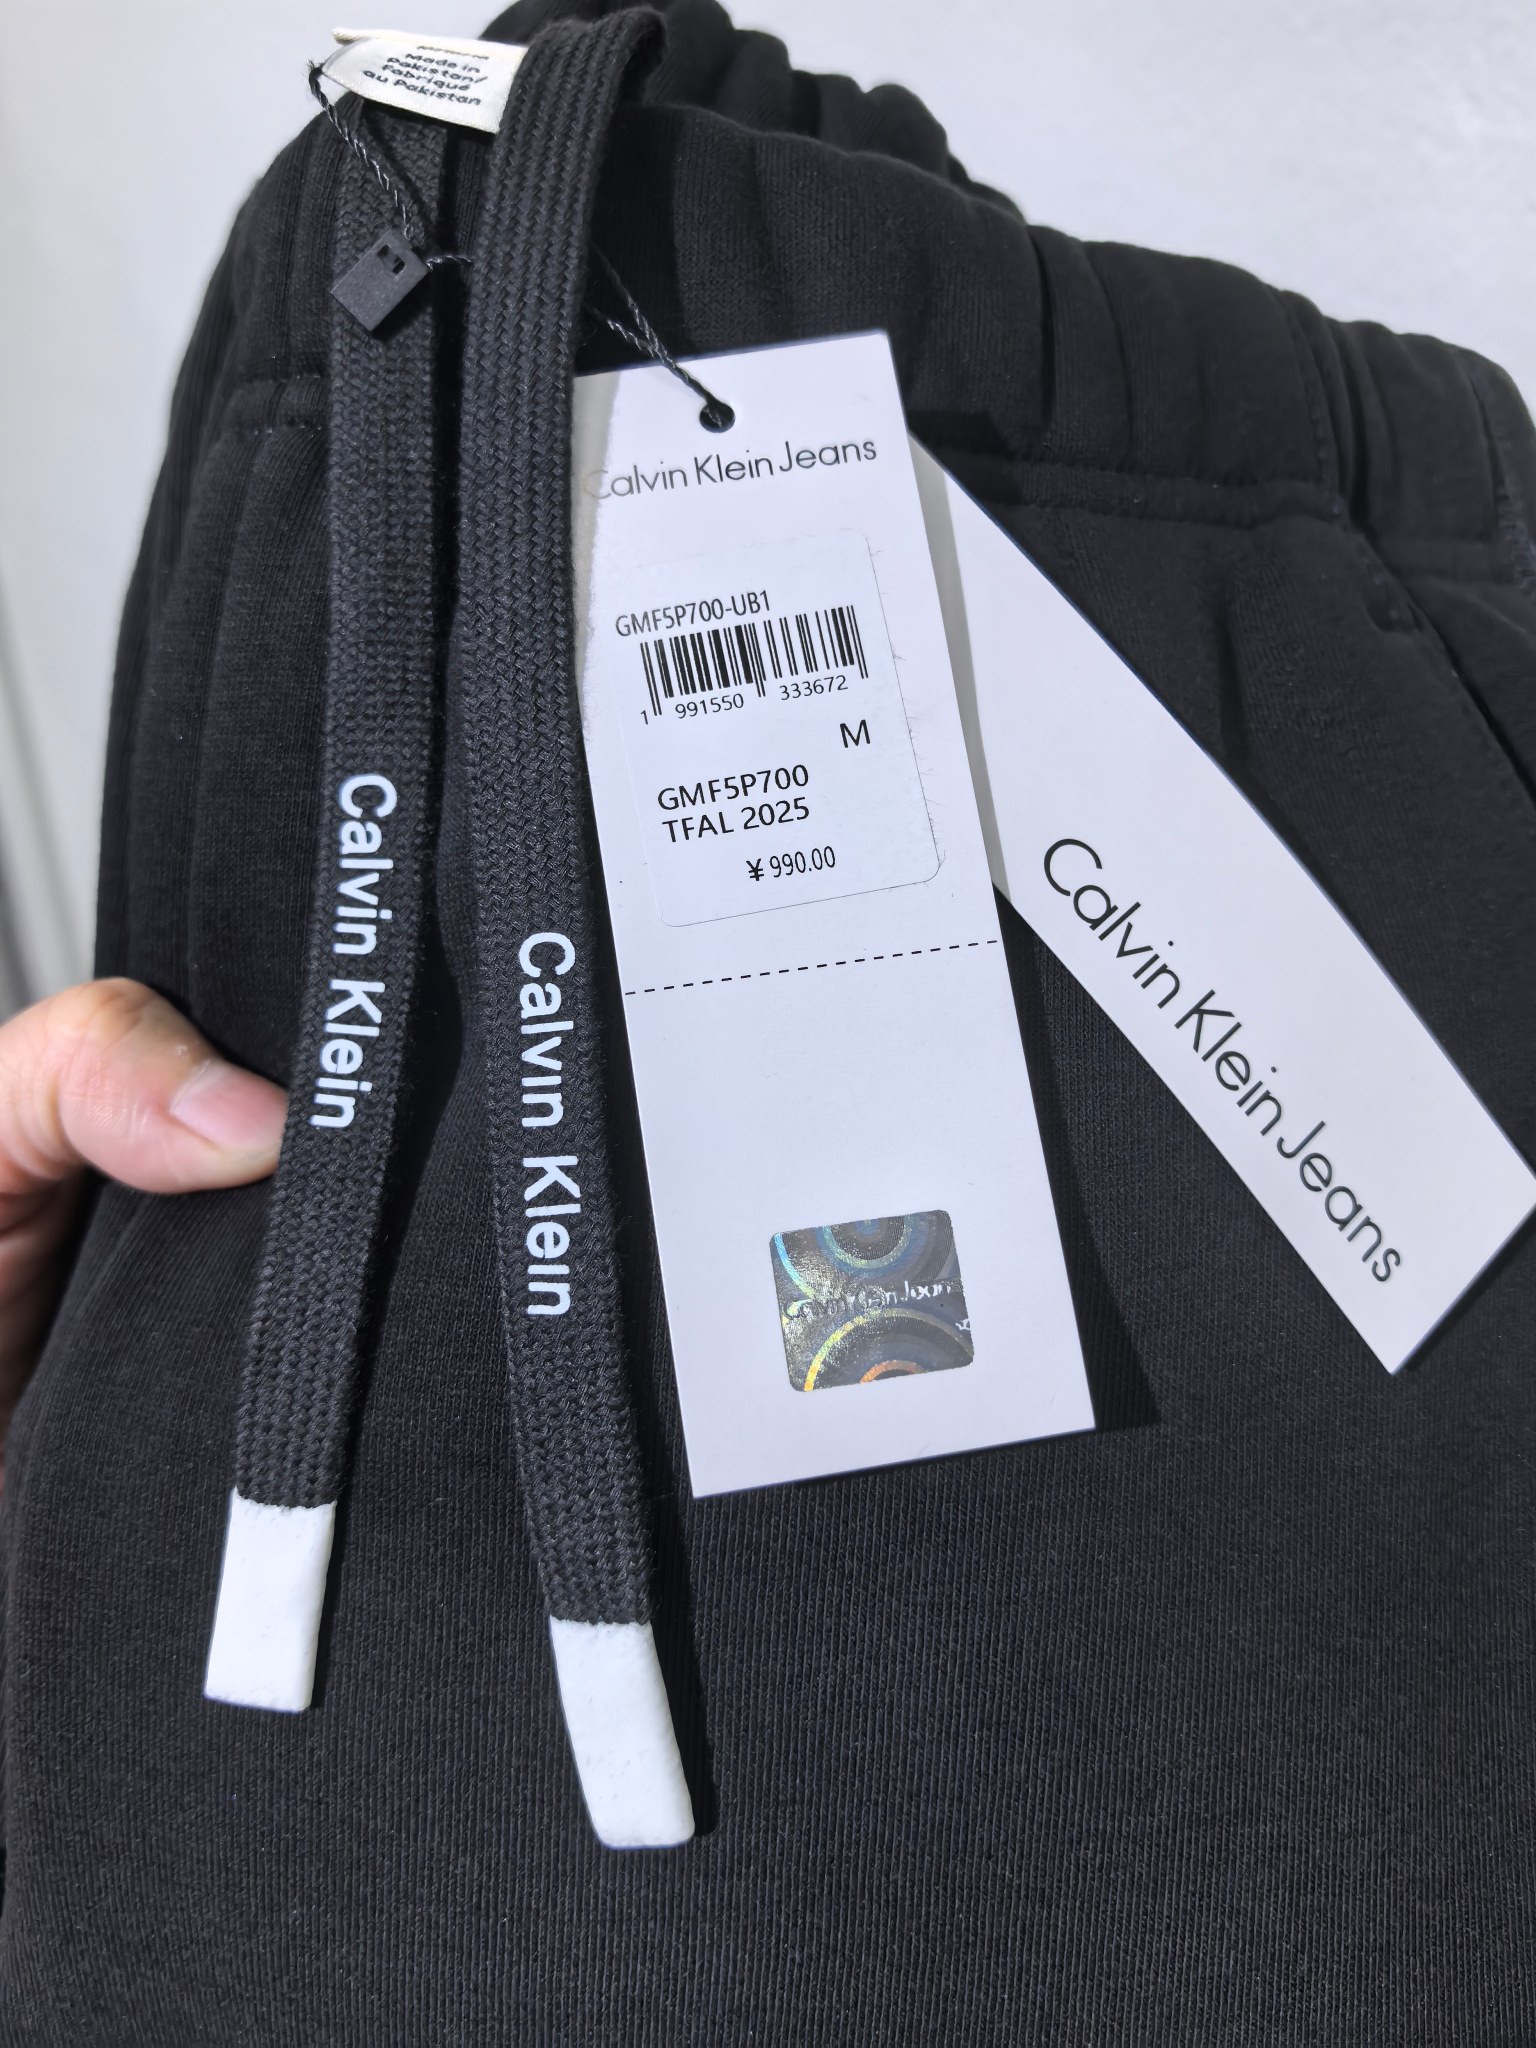 Made in
Pakistan/
Fabriqué
au Pakistan
Calvin Klein Jeans
GMF5P700-UB1
1 991550 333672
M
GMF5P700
TFAL 2025
¥ 990.00
Calvin Klein
Calvin Klein
Calvin Klein Jeans
Calvin Klein Jeans